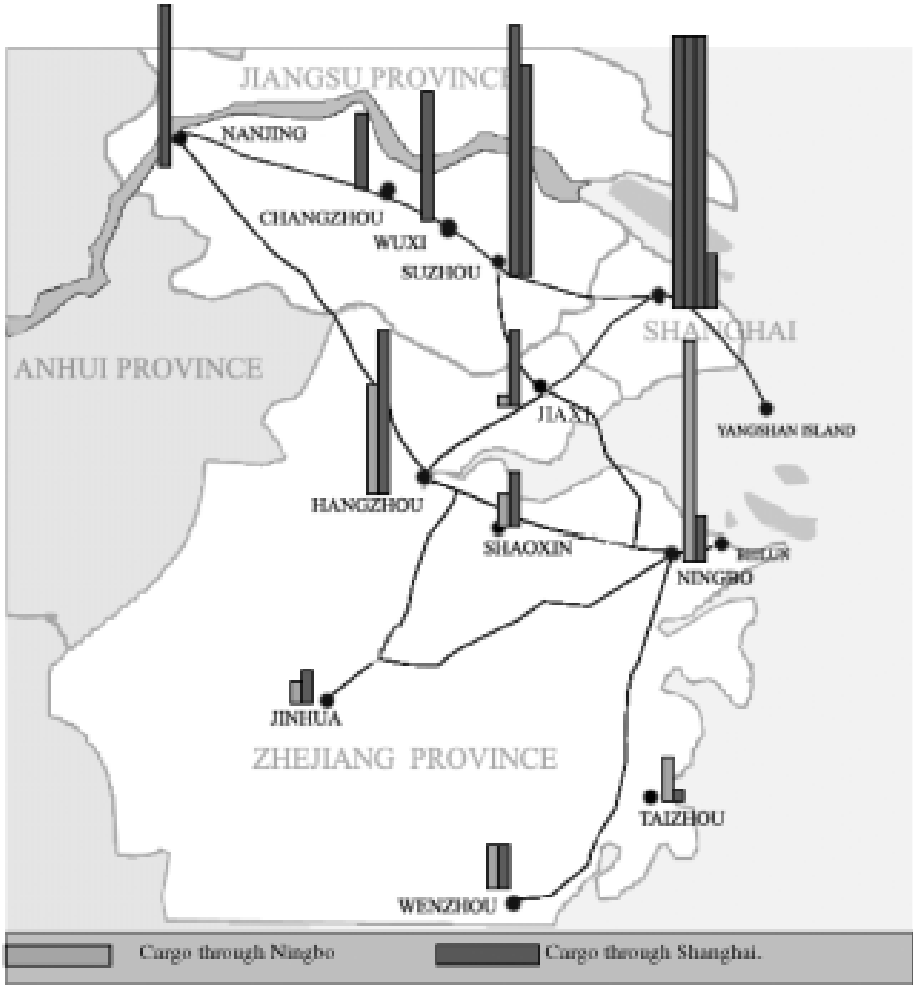 JIANGSU PROVINCE
NANJING
CHANGZHOU
WUXI
SUZHOU
SHANGHAI
ANHUI PROVINCE
JIAXI
YANGSHAN ISLAND
HANGZHOU
SHAOXIN
BEILUN
NINGBO
JINHUA
ZHEJIANG PROVINCE
TAIZHOU
WENZHOU
Cargo through Ningbo
Cargo through Shanghai.